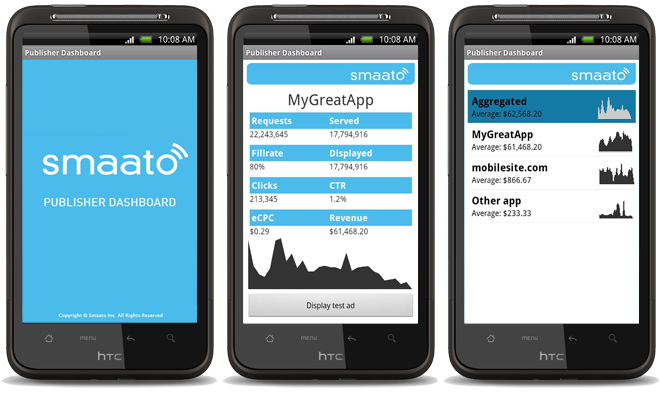 10:08 AM
Publisher Dashboard
smaato
PUBLISHER DASHBOARD
Copyright © Smaato Inc. All Rights Reserved
menu
hTC
10:08 AM
Publisher Dashboard
smaato
MyGreatApp
Requests Served
22,243,645 17,794,916
Fillrate Displayed
80% 17,794,916
Clicks CTR
213,345 1.2%
eCPC Revenue
$0.29 $61,468.20
Display test ad
menu
hTC
10:08 AM
Publisher Dashboard
smaato
Aggregated
Average: $62,568.20
MyGreatApp
Average: $61,468.20
mobilesite.com
Average: $866.67
Other app
Average: $233.33
menu
hTC